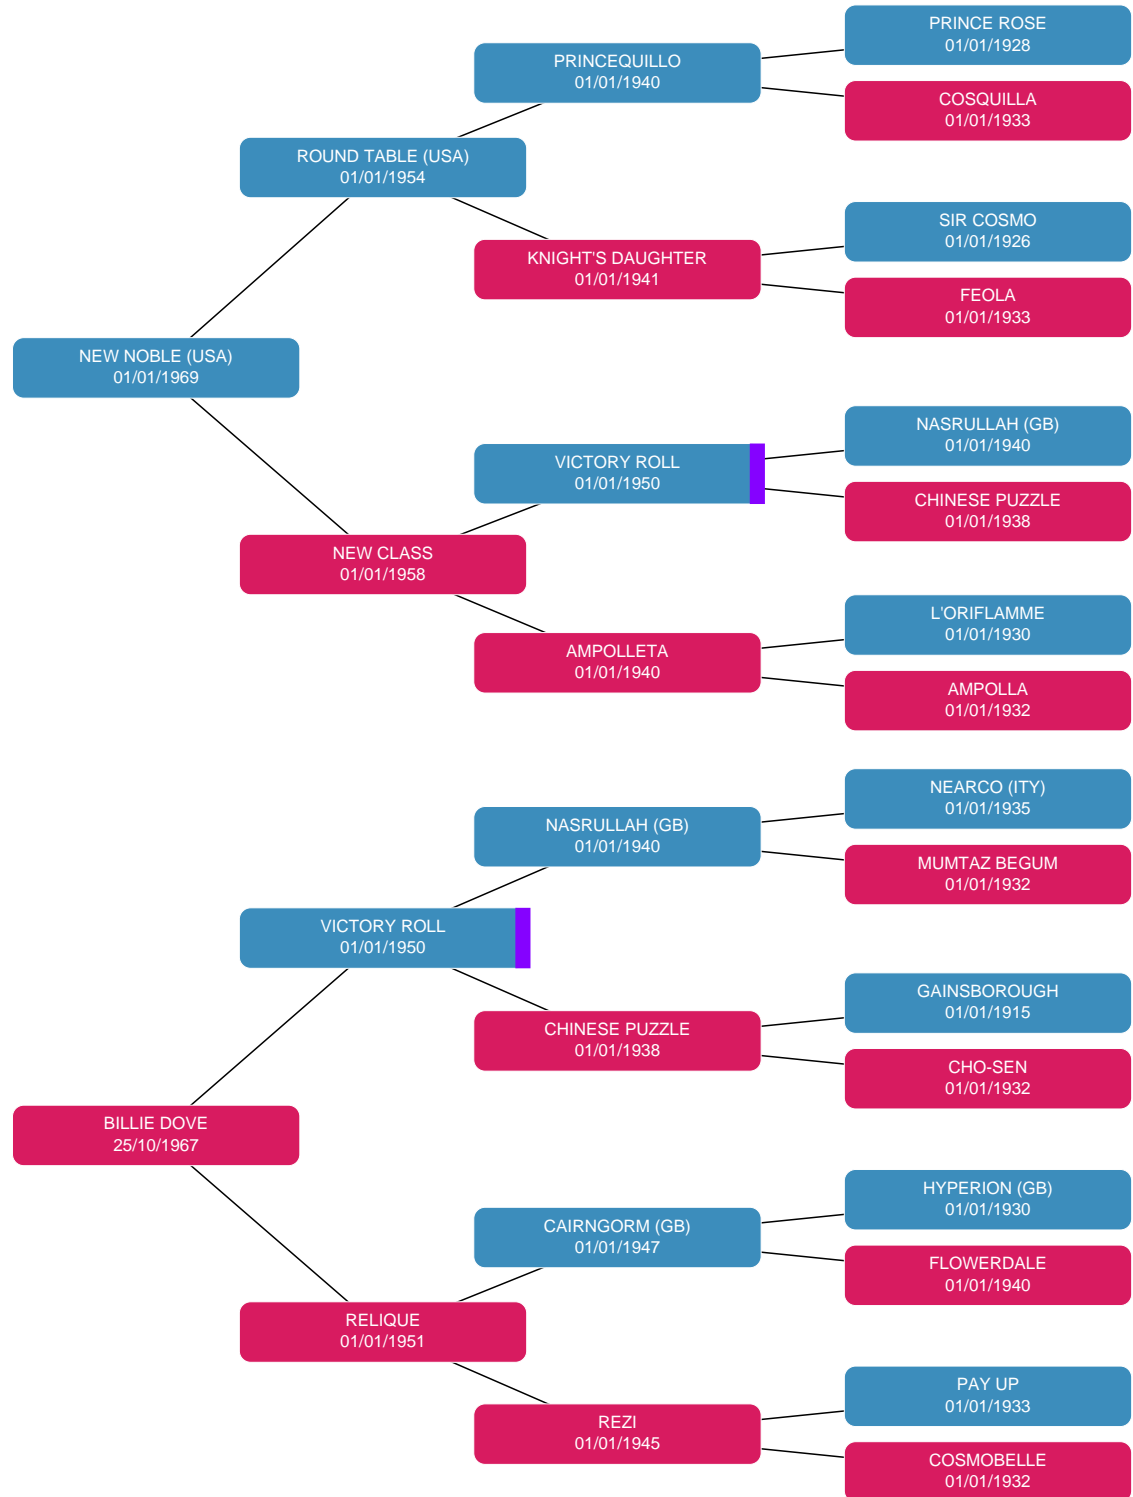 PRINCE ROSE
01/01/1928
PRINCEQUILLO
01/01/1940
COSQUILLA
01/01/1933
ROUND TABLE (USA)
01/01/1954
SIR COSMO
01/01/1926
KNIGHT'S DAUGHTER
01/01/1941
FEOLA
01/01/1933
NEW NOBLE (USA)
01/01/1969
NASRULLAH (GB)
01/01/1940
VICTORY ROLL
01/01/1950
CHINESE PUZZLE
01/01/1938
NEW CLASS
01/01/1958
L'ORIFLAMME
01/01/1930
AMPOLLETA
01/01/1940
AMPOLLA
01/01/1932
NEARCO (ITY)
01/01/1935
NASRULLAH (GB)
01/01/1940
MUMTAZ BEGUM
01/01/1932
VICTORY ROLL
01/01/1950
GAINSBOROUGH
01/01/1915
CHINESE PUZZLE
01/01/1938
CHO-SEN
01/01/1932
BILLIE DOVE
25/10/1967
HYPERION (GB)
01/01/1930
CAIRNGORM (GB)
01/01/1947
FLOWERDALE
01/01/1940
RELIQUE
01/01/1951
PAY UP
01/01/1933
REZI
01/01/1945
COSMOBELLE
01/01/1932